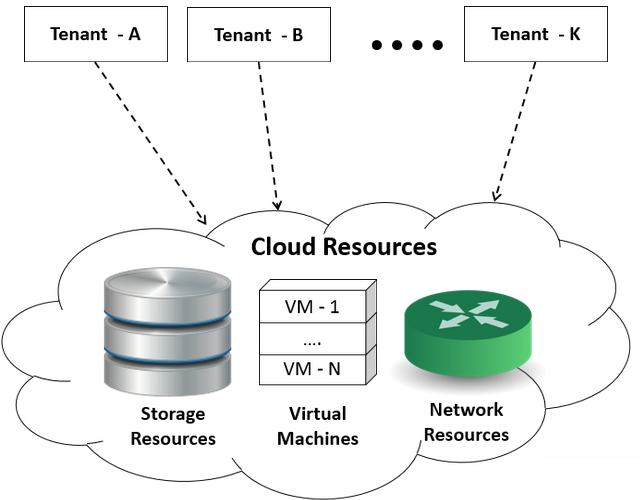 Tenant - A
Tenant - B
Tenant - K
Cloud Resources
VM - 1
....
VM - N
Storage
Resources
Virtual
Machines
Network
Resources